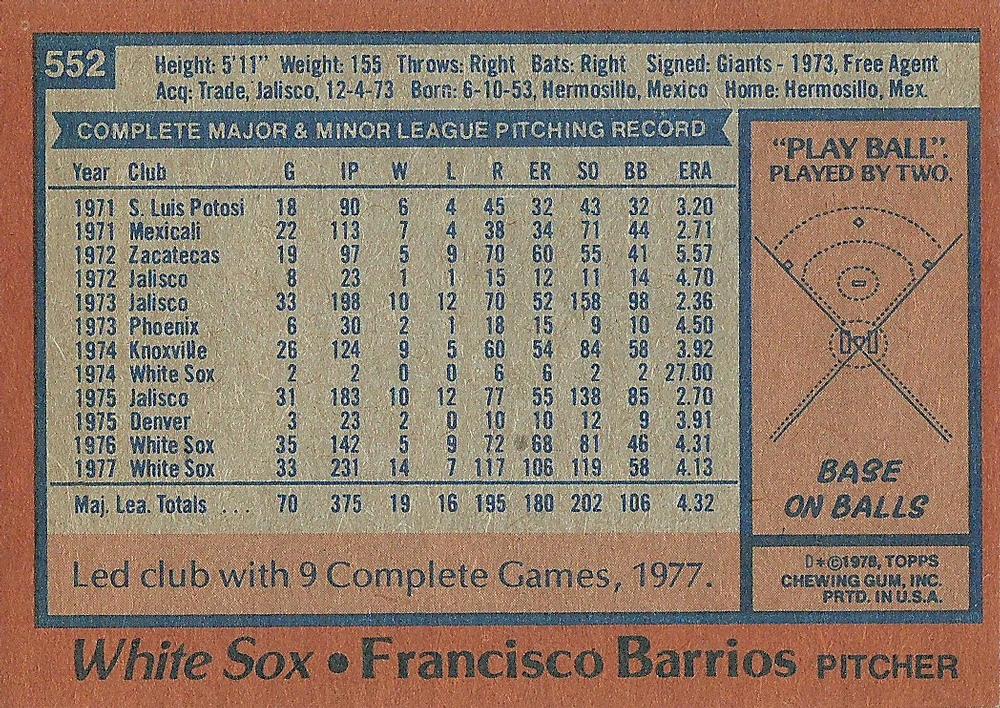 552
Height: 5'11" Weight: 155 Throws: Right Bats: Right Signed: Giants - 1973, Free Agent
Acq: Trade, Jalisco, 12-4-73 Born: 6-10-53, Hermosillo, Mexico Home: Hermosillo, Mex.
COMPLETE MAJOR & MINOR LEAGUE PITCHING RECORD
Year Club G IP W L R ER SO BB ERA
1971 S. Luis Potosi 18 90 6 4 45 32 43 32 3.20
1971 Mexicali 22 113 7 4 38 34 71 44 2.71
1972 Zacatecas 19 97 5 9 70 60 55 41 5.57
1972 Jalisco 8 23 1 1 15 12 11 14 4.70
1973 Jalisco 33 198 10 12 70 52 158 98 2.36
1973 Phoenix 6 30 2 1 18 15 9 10 4.50
1974 Knoxville 26 124 9 5 60 54 84 58 3.92
1974 White Sox 2 2 0 0 6 6 2 2 27.00
1975 Jalisco 31 183 10 12 77 55 138 85 2.70
1975 Denver 3 23 2 0 10 10 12 9 3.91
1976 White Sox 35 142 5 9 72 68 81 46 4.31
1977 White Sox 33 231 14 7 117 106 119 58 4.13
Maj. Lea. Totals ... 70 375 19 16 195 180 202 106 4.32
Led club with 9 Complete Games, 1977.
"PLAY BALL".
PLAYED BY TWO.
BASE
ON BALLS
D*©1978, TOPPS
CHEWING GUM, INC.
PRTD. IN U.S.A.
White Sox • Francisco Barrios PITCHER